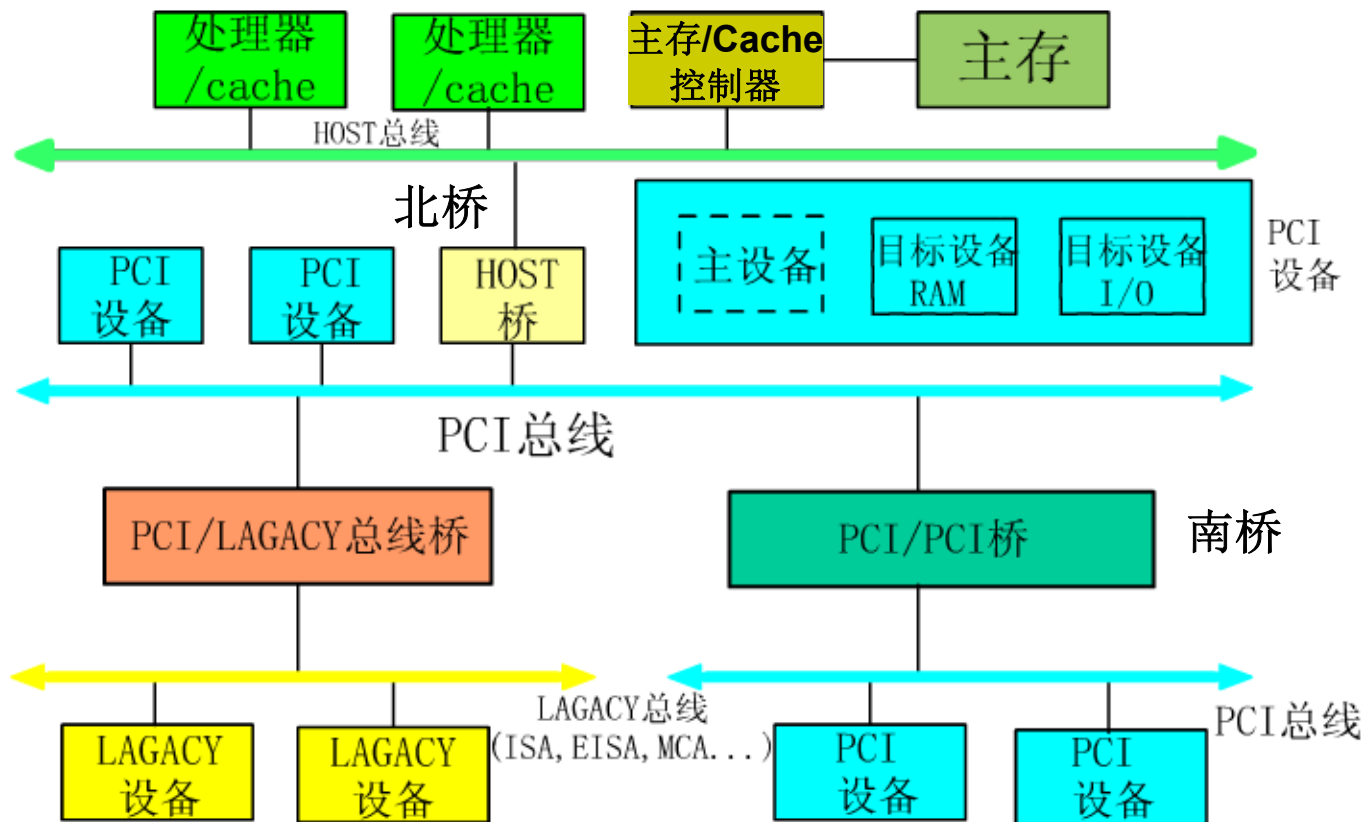 处理器
/cache
处理器
/cache
主存/Cache
控制器
主存
HOST总线
北桥
PCI
设备
PCI
设备
HOST
桥
主设备
目标设备
RAM
目标设备
I/O
PCI
设备
PCI总线
PCI/LAGACY总线桥
PCI/PCI桥
南桥
LAGACY总线
(ISA,EISA,MCA...)
PCI总线
LAGACY
设备
LAGACY
设备
PCI
设备
PCI
设备